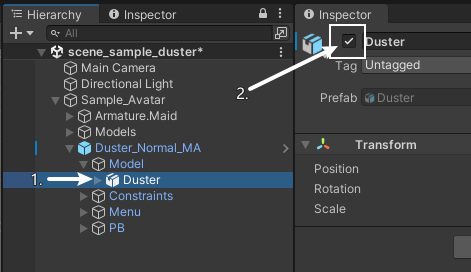 Hierarchy
Inspector
All
scene_sample_duster*
Main Camera
Directional Light
Sample_Avatar
Armature.Maid
Models
Duster_Normal_MA
Model
1.
Duster
Constraints
Menu
PB
Inspector
Duster
2.
Tag Untagged
Prefab Duster
Transform
Position
Rotation
Scale